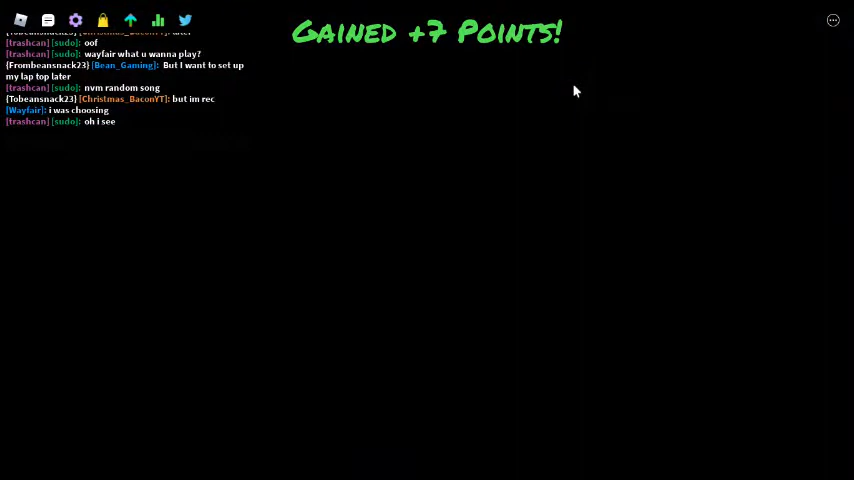 Gained +7 Points!
[trashcan] [sudo]: oof
[trashcan] [sudo]: wayfair what u wanna play?
{Frombeansnack23} [Bean_Gaming]: But I want to set up
my lap top later
[trashcan] [sudo]: nvm random song
{Tobeansnack23} [Christmas_BaconYT]: but im rec
[Wayfair]: i was choosing
[trashcan] [sudo]: oh i see